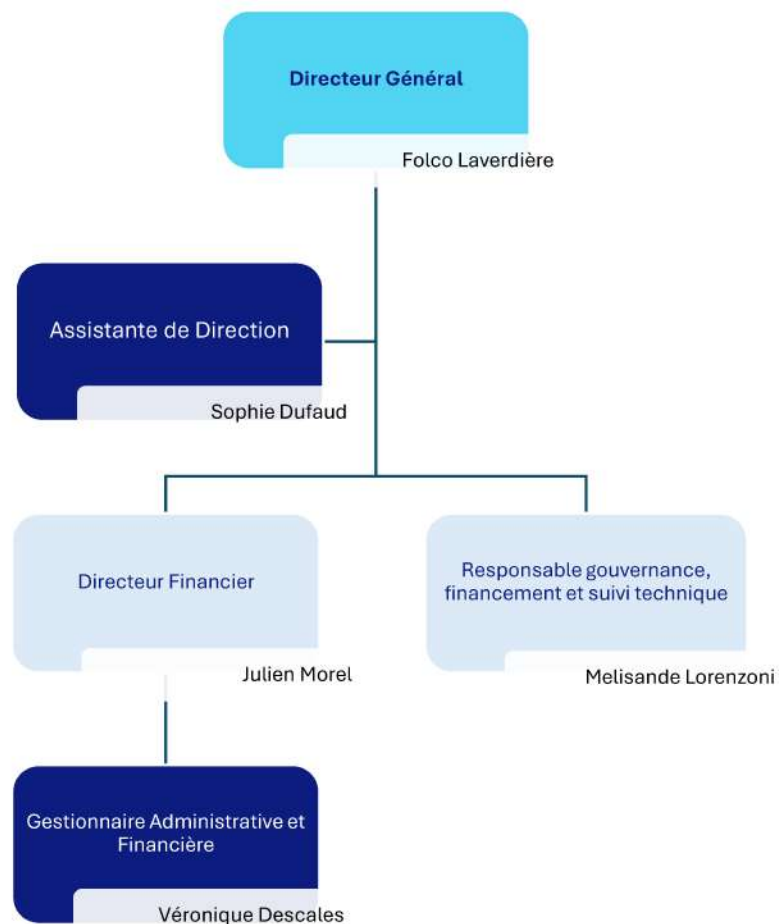 Directeur Général
Folco Laverdière
Assistante de Direction
Sophie Dufaud
Directeur Financier
Julien Morel
Responsable gouvernance,
financement et suivi technique
Melisande Lorenzoni
Gestionnaire Administrative et
Financière
Véronique Descales